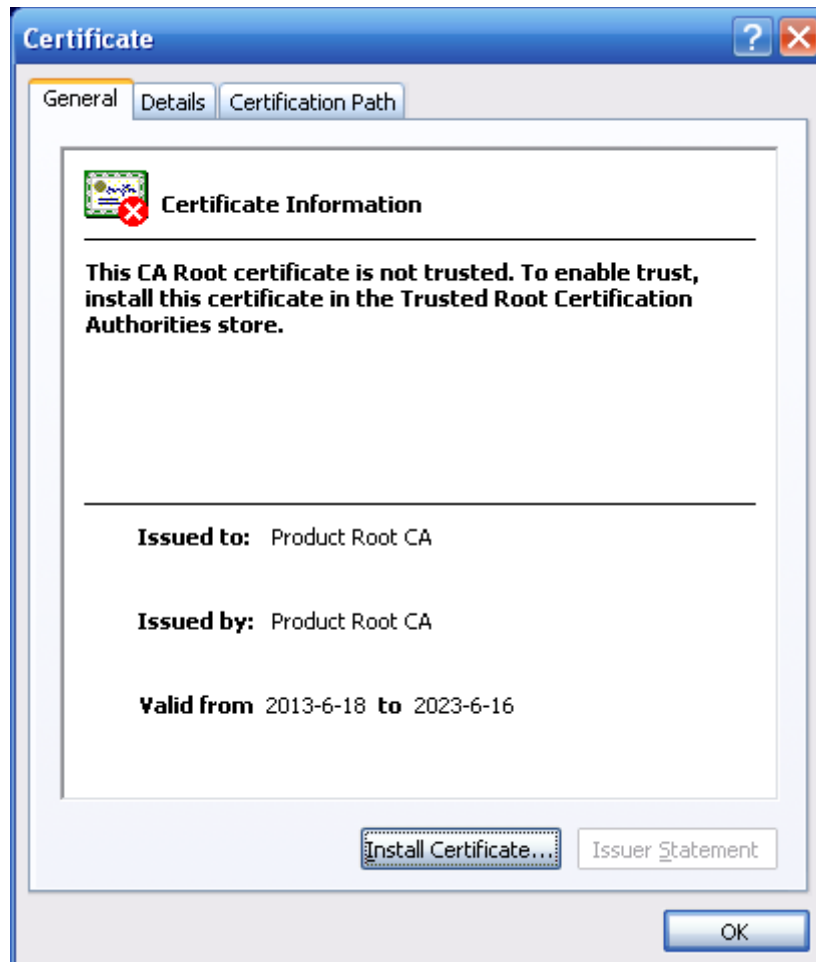 Certificate
General Details Certification Path
Certificate Information
This CA Root certificate is not trusted. To enable trust,
install this certificate in the Trusted Root Certification
Authorities store.
Issued to: Product Root CA
Issued by: Product Root CA
Valid from 2013-6-18 to 2023-6-16
Install Certificate... Issuer Statement
OK